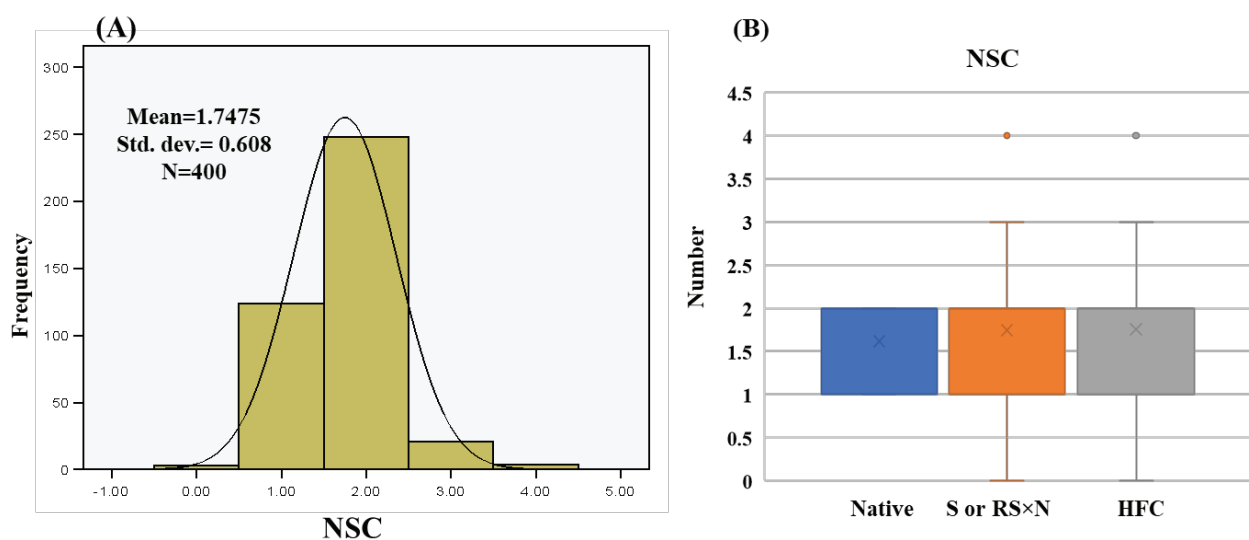 (A)
Mean=1.7475
Std. dev.= 0.608
N=400
Frequency
300
250
200
150
100
50
0
-1.00 0.00 1.00 2.00 3.00 4.00 5.00
NSC
(B)
NSC
Number
4.5
4
3.5
3
2.5
2
1.5
1
0.5
0
Native S or RS×N HFC